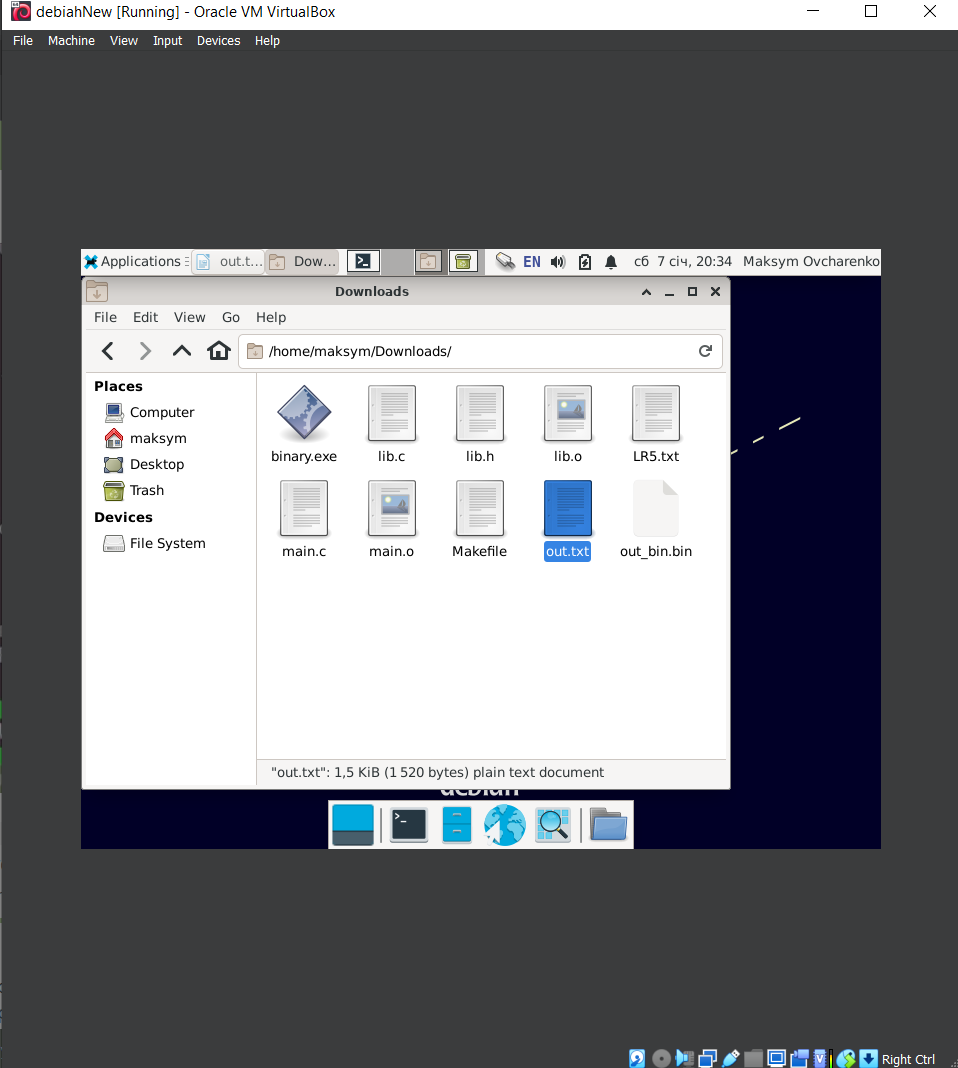 debiahNew [Running] - Oracle VM VirtualBox
File Machine View Input Devices Help
Applications out.t... Dow... EN сб 7 січ, 20:34 Maksym Ovcharenko
Downloads
File Edit View Go Help
/home/maksym/Downloads/
Places
Computer
maksym
Desktop
Trash
Devices
File System
binary.exe lib.c lib.h lib.o LR5.txt
main.c main.o Makefile out.txt out_bin.bin
"out.txt": 1,5 KiB (1 520 bytes) plain text document
debian
Right Ctrl